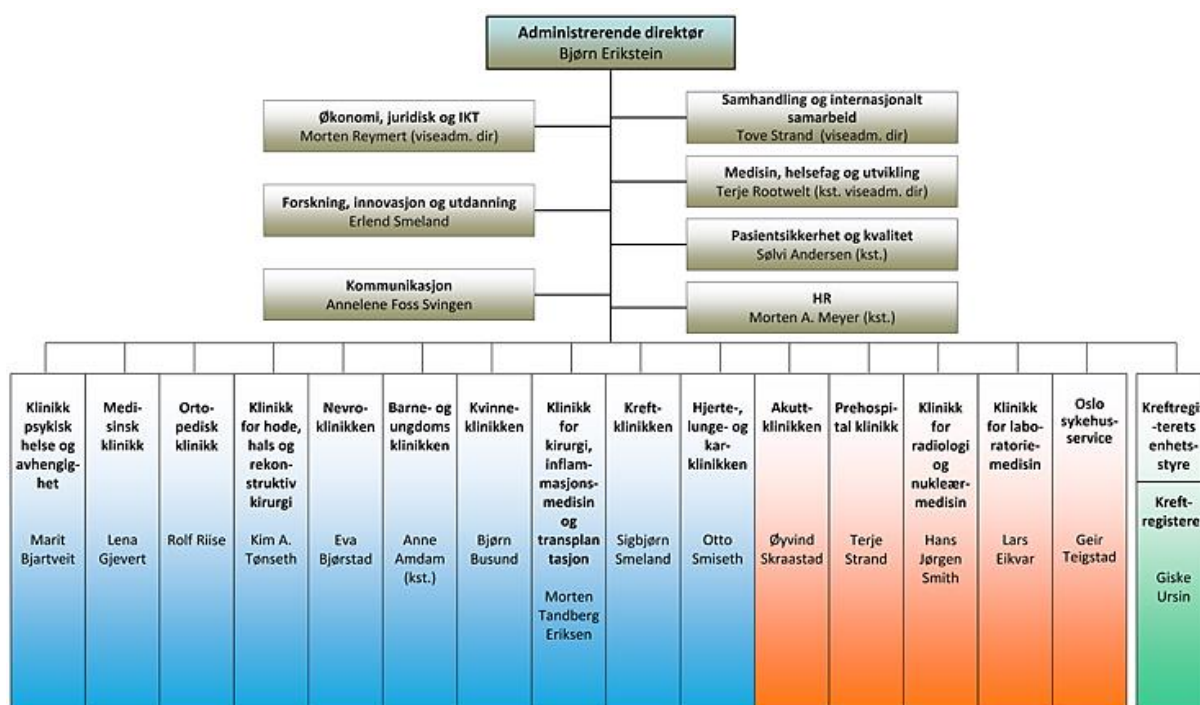 Administrerende direktør
Bjørn Erikstein
Økonomi, juridisk og IKT
Morten Reymert (viseadm. dir)
Samhandling og internasjonalt
samarbeid
Tove Strand (viseadm. dir)
Medisin, helsefag og utvikling
Terje Rootwelt (kst. viseadm. dir)
Forskning, innovasjon og utdanning
Erlend Smeland
Pasientsikkerhet og kvalitet
Sølvi Andersen (kst.)
Kommunikasjon
Annelene Foss Svingen
HR
Morten A. Meyer (kst.)
Klinikk
psykisk
helse og
avhengig-
het
Marit
Bjartveit
Medi-
sinsk
klinikk
Lena
Gjevert
Orto-
pedisk
klinikk
Rolf Riise
Klinikk
for hode,
hals og
rekon-
struktiv
kirurgi
Kim A.
Tønseth
Nevro-
klinikken
Eva
Bjørstad
Barne- og
ungdoms
klinikken
Anne
Amdam
(kst.)
Kvinne-
klinikken
Bjørn
Busund
Klinikk
for
kirurgi,
inflam-
masjons-
medisin
og
transplan-
tasjon
Morten
Tandberg
Eriksen
Kreft-
klinikken
Sigbjørn
Smeland
Hjerte-,
lunge- og
kar-
klinikken
Otto
Smiseth
Akutt-
klinikken
Øyvind
Skraastad
Prehospi-
tal klinikk
Terje
Strand
Klinikk
for
radiologi
og
nukleær-
medisin
Hans
Jørgen
Smith
Klinikk
for labo-
ratorie-
medisin
Lars
Eikvar
Oslo
sykehus-
service
Geir
Teigstad
Kreftregi
-terets
enhets-
styre
Kreft-
registere
Giske
Ursin